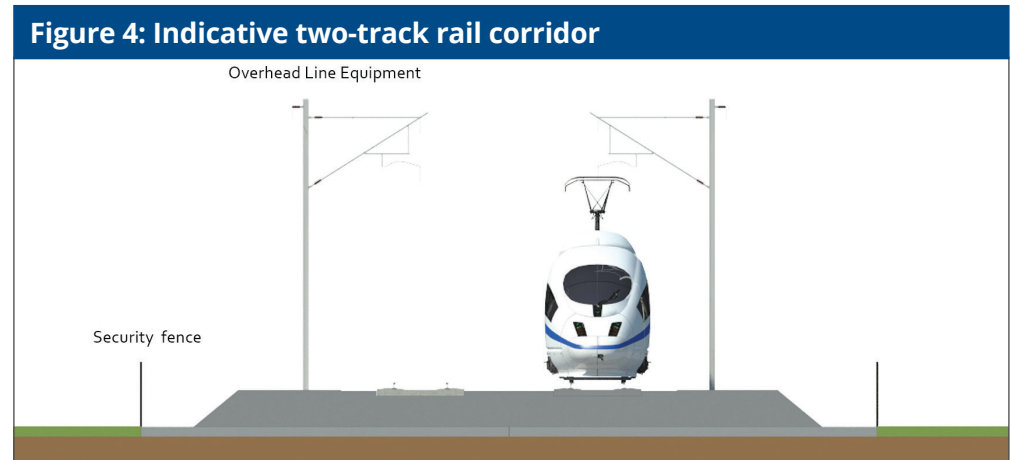 Figure 4: Indicative two-track rail corridor
Overhead Line Equipment
Security fence